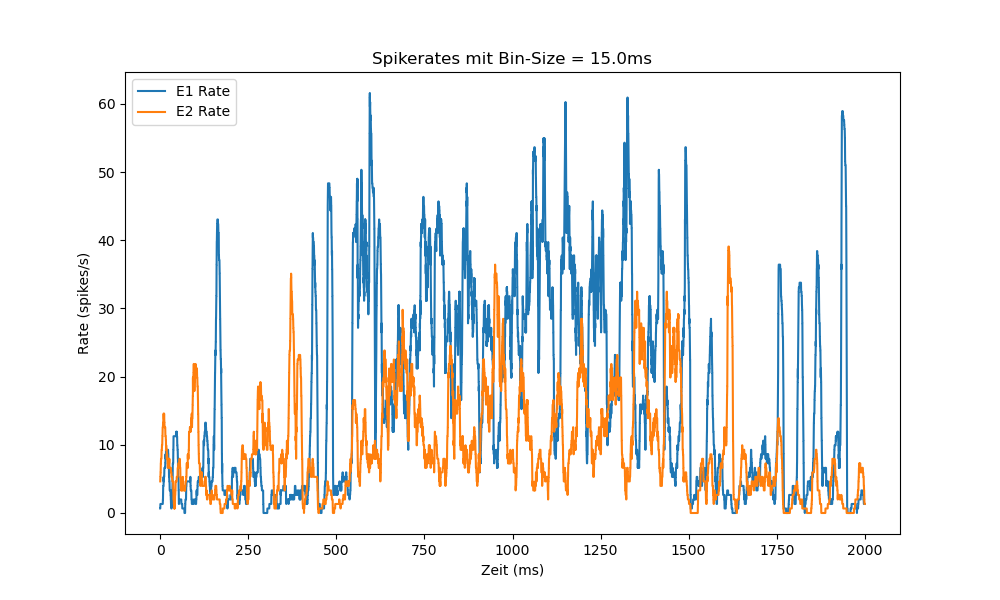 Spikerates mit Bin-Size = 15.0ms
E1 Rate
E2 Rate
60
50
40
30
20
10
0
Rate (spikes/s)
0 250 500 750 1000 1250 1500 1750 2000
Zeit (ms)